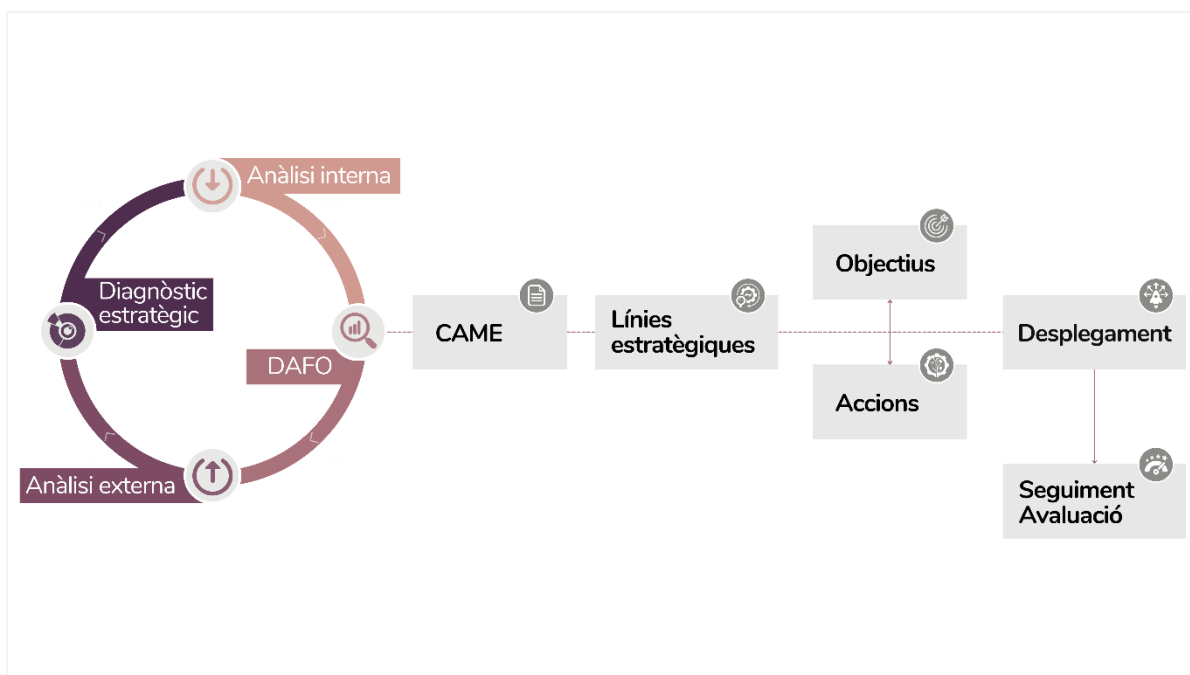 Anàlisi interna
Diagnòstic
estratègic
DAFO
Anàlisi externa
CAME
Línies
estratègiques
Objectius
Accions
Desplegament
Seguiment
Avaluació